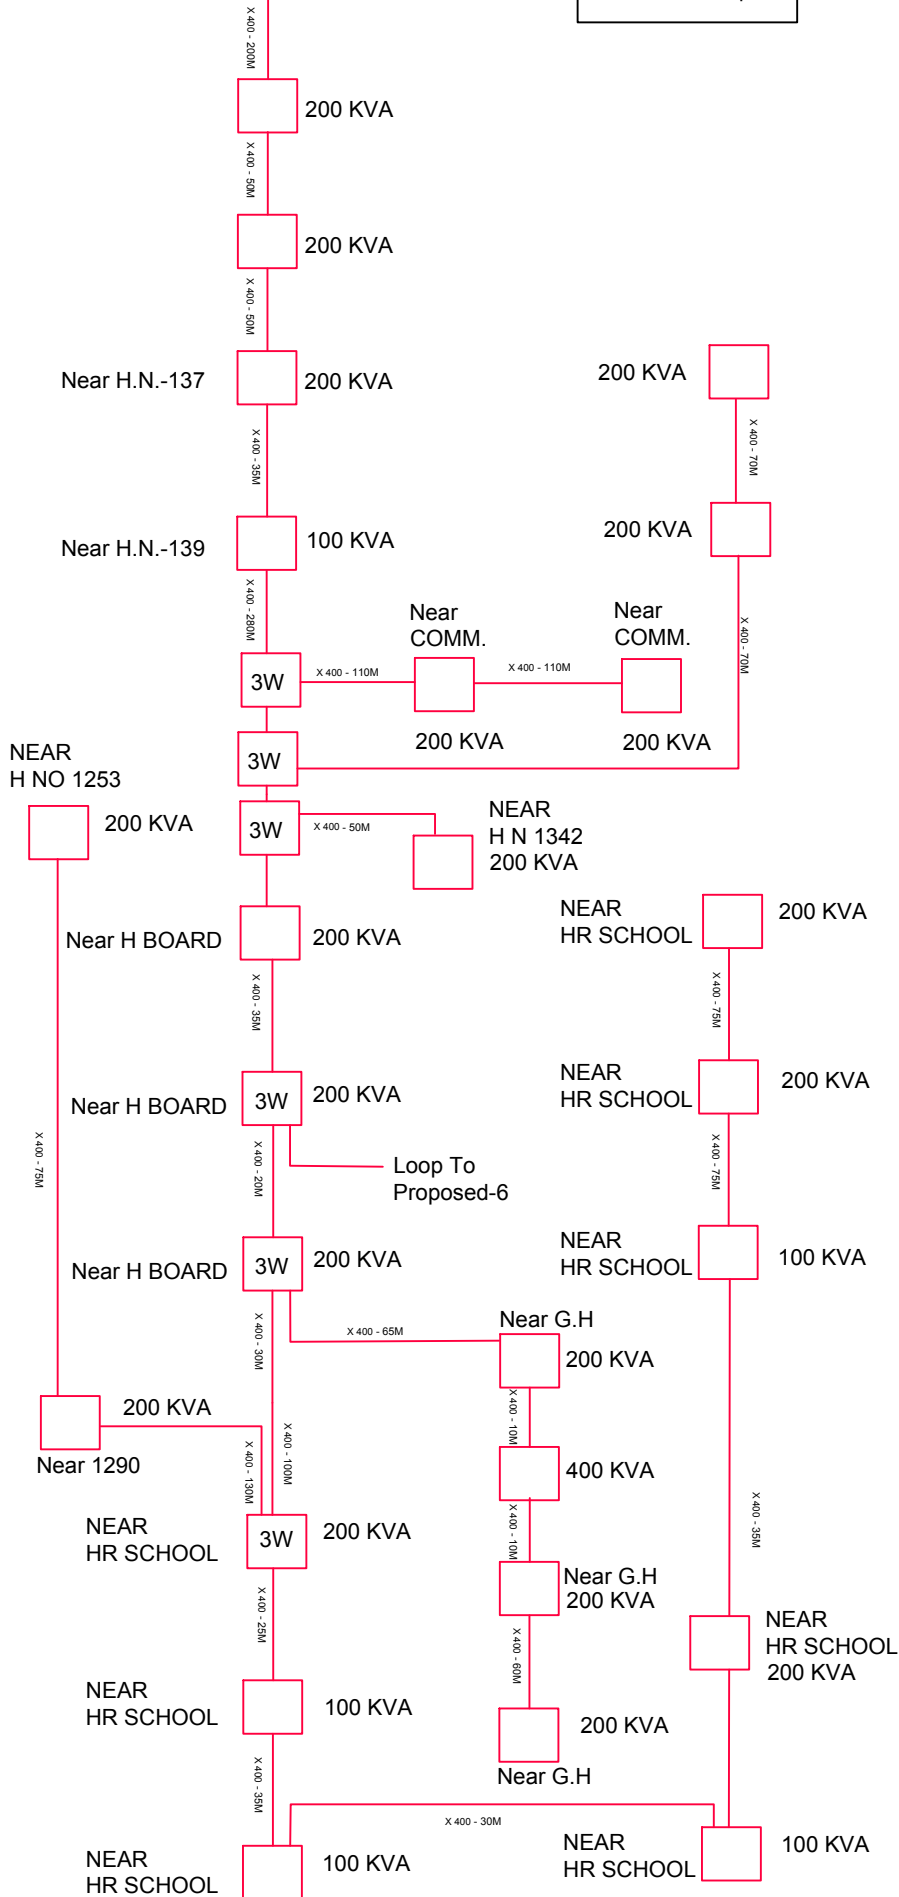 X 400 - 200M
200 KVA
X 400 - 50M
200 KVA
X 400 - 50M
Near H.N.-137
200 KVA
200 KVA
X 400 - 35M
X 400 - 70M
Near H.N.-139
100 KVA
200 KVA
X 400 - 280M
X 400 - 70M
Near
COMM.
Near
COMM.
3W
X 400 - 110M
X 400 - 110M
200 KVA
200 KVA
3W
NEAR
H NO 1253
200 KVA
3W
X 400 - 50M
NEAR
H N 1342
200 KVA
Near H BOARD
200 KVA
NEAR
HR SCHOOL
200 KVA
X 400 - 35M
X 400 - 75M
Near H BOARD
3W
200 KVA
NEAR
HR SCHOOL
200 KVA
X 400 - 75M
X 400 - 20M
Loop To
Proposed-6
X 400 - 75M
Near H BOARD
3W
200 KVA
NEAR
HR SCHOOL
100 KVA
X 400 - 30M
X 400 - 65M
Near G.H
200 KVA
200 KVA
Near 1290
X 400 - 130M
X 400 - 100M
X 400 - 10M
400 KVA
NEAR
HR SCHOOL
3W
200 KVA
X 400 - 10M
X 400 - 35M
X 400 - 25M
Near G.H
200 KVA
X 400 - 60M
NEAR
HR SCHOOL
200 KVA
NEAR
HR SCHOOL
100 KVA
200 KVA
Near G.H
X 400 - 35M
X 400 - 30M
NEAR
HR SCHOOL
100 KVA
NEAR
HR SCHOOL
100 KVA